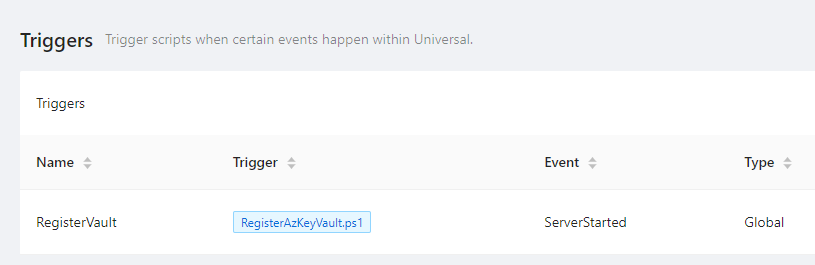 Triggers Trigger scripts when certain events happen within Universal.
Triggers
Name Trigger Event Type
RegisterVault RegisterAzKeyVault.ps1 ServerStarted Global